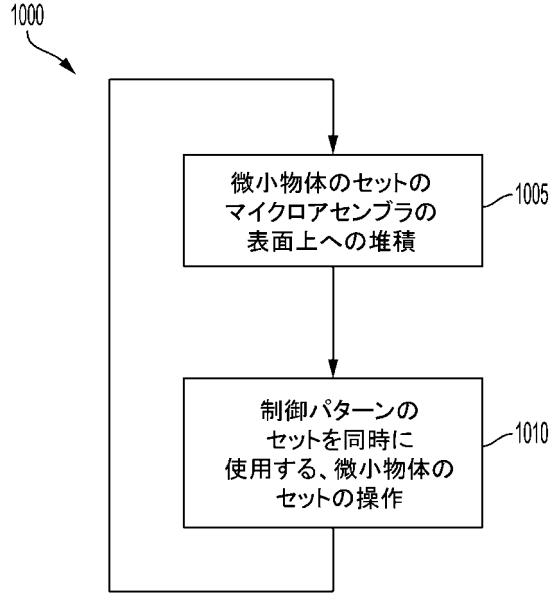 1000
微小物体のセットの
マイクロアセンブラの
表面上への堆積
1005
制御パターンの
セットを同時に
使用する、微小物体の
セットの操作
1010